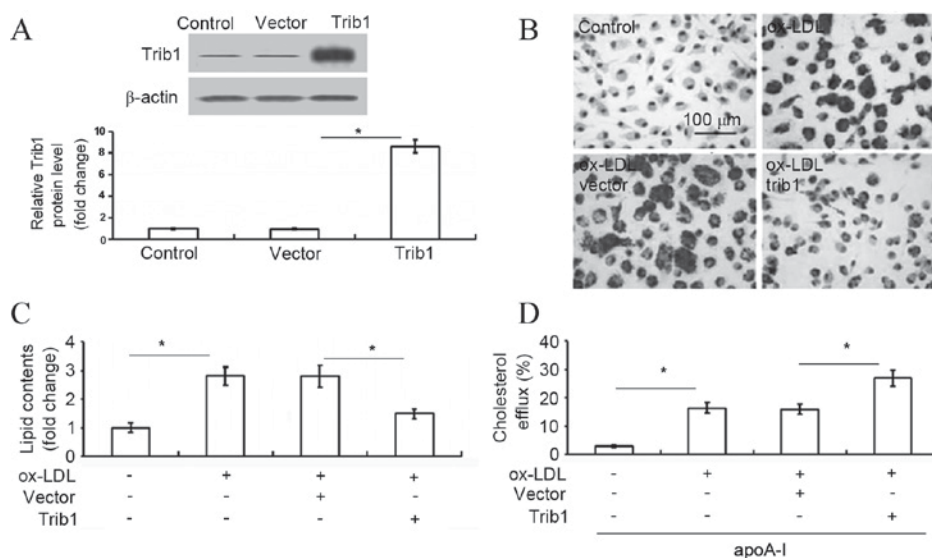 A
Control Vector Trib1
Trib1
β-actin
Relative Trib1
protein level
(fold change)
10
8
6
4
2
0
*
Control Vector Trib1
B
Control
100 µm
ox-LDL
ox-LDL
vector
ox-LDL
trib1
C
Lipid contents
(fold change)
4
3
2
1
0
* *
ox-LDL - + + +
Vector - - + -
Trib1 - - - +
D
Cholesterol
efflux (%)
40
30
20
10
0
* *
ox-LDL - + + +
Vector - - + -
Trib1 - - - +
apoA-I